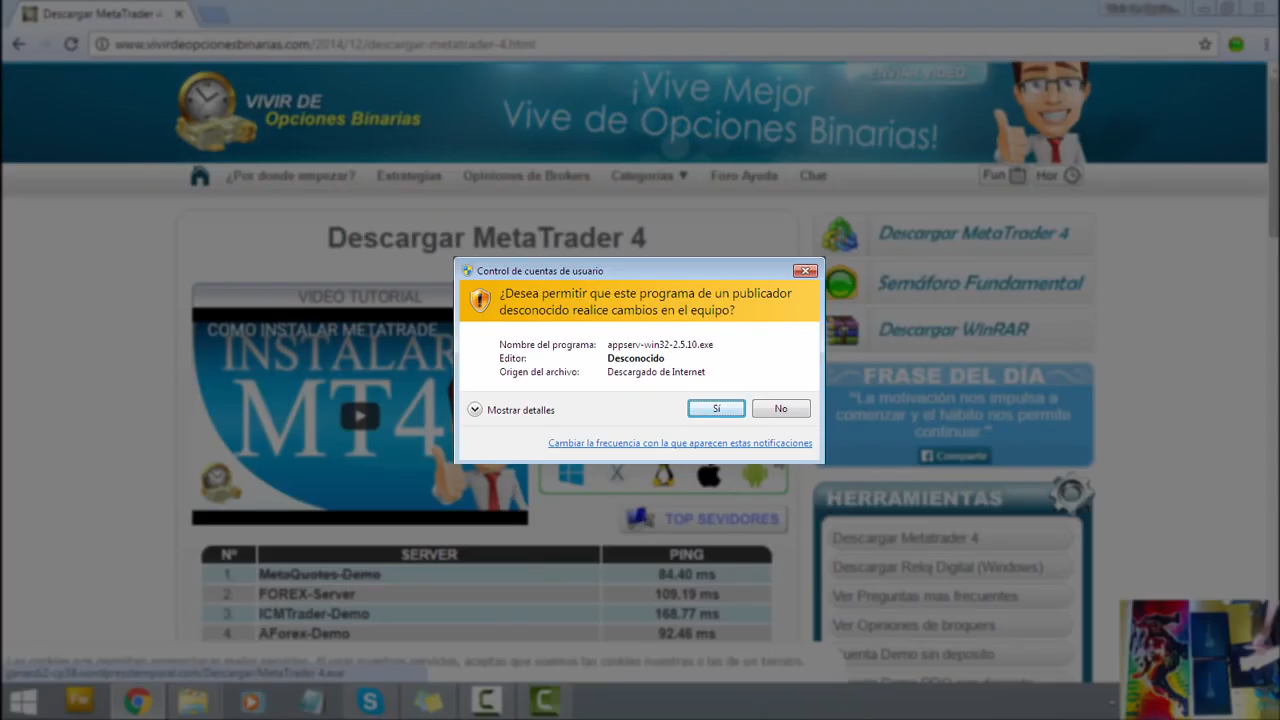 Descargar MetaTrader 4
www.vivirdeopcionesbinarias.com/2014/12/descargar-metatrader-4.html
VIVIR DE
Opciones Binarias
¡Vive Mejor
Vive de Opciones Binarias!
ENVIAR VIDEO
¿Por donde empezar?
Estrategias
Opiniones de Brokers
Categorias ▼
Foro Ayuda
Chat
Fun
Hor
Descargar MetaTrader 4
VIDEO TUTORIAL
COMO INSTALAR METATRADE
INSTALAR
MT4
Control de cuentas de usuario
¿Desea permitir que este programa de un publicador
desconocido realice cambios en el equipo?
Nombre del programa: appserv-win32-2.5.10.exe
Editor: Desconocido
Origen del archivo: Descargado de Internet
Mostrar detalles
Sí
No
Cambiar la frecuencia con la que aparecen estas notificaciones
TOP SEVIDORES
Nº SERVER PING
1. MetaQuotes-Demo 84.40 ms
2. FOREX-Server 109.19 ms
3. ICMTrader-Demo 168.77 ms
4. AForex-Demo 92.46 ms
Descargar MetaTrader 4
Semáforo Fundamental
Descargar WinRAR
FRASE DEL DÍA
"La motivación nos impulsa a
comenzar y el hábito nos permite
continuar"
Compartir
HERRAMIENTAS
Descargar Metatrader 4
Descargar Reloj Digital (Windows)
Ver Preguntas mas frecuentes
Ver Opiniones de broquers
Cuenta Demo sin deposito